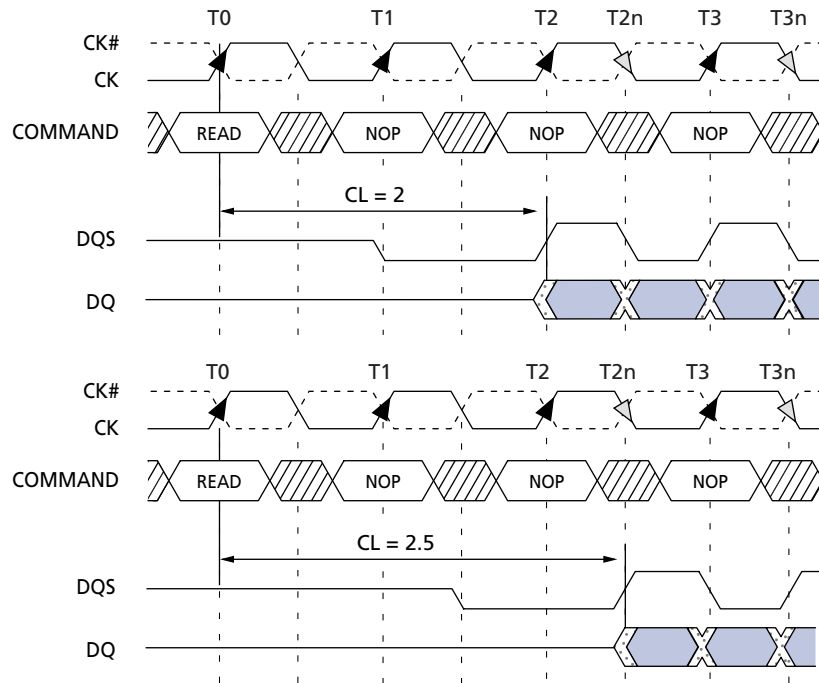 T0 T1 T2 T2n T3 T3n
CK#
CK
COMMAND READ NOP NOP NOP
CL = 2
DQS
DQ
T0 T1 T2 T2n T3 T3n
CK#
CK
COMMAND READ NOP NOP NOP
CL = 2.5
DQS
DQ